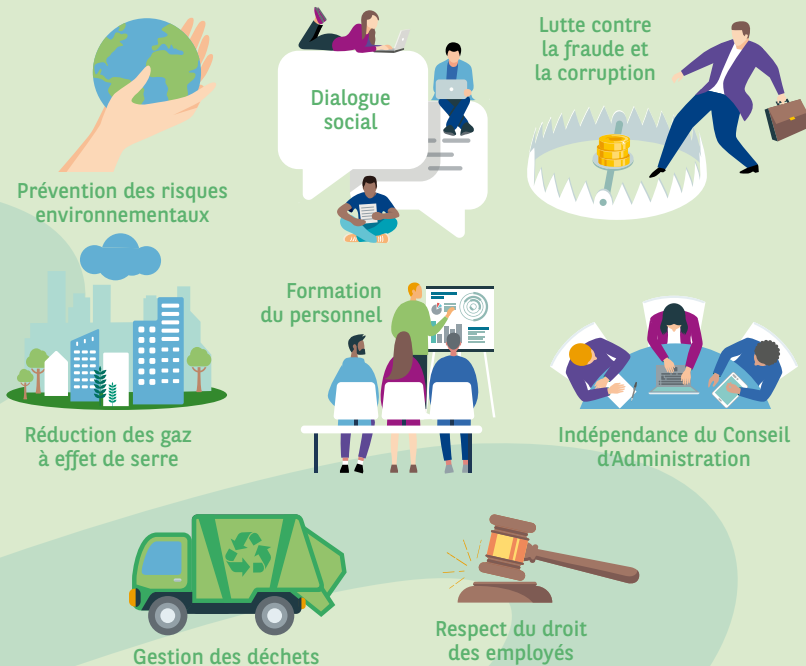 Prévention des risques
environnementaux
Dialogue
social
Lutte contre
la fraude et
la corruption
Réduction des gaz
à effet de serre
Formation
du personnel
Indépendance du Conseil
d'Administration
Gestion des déchets
Respect du droit
des employés